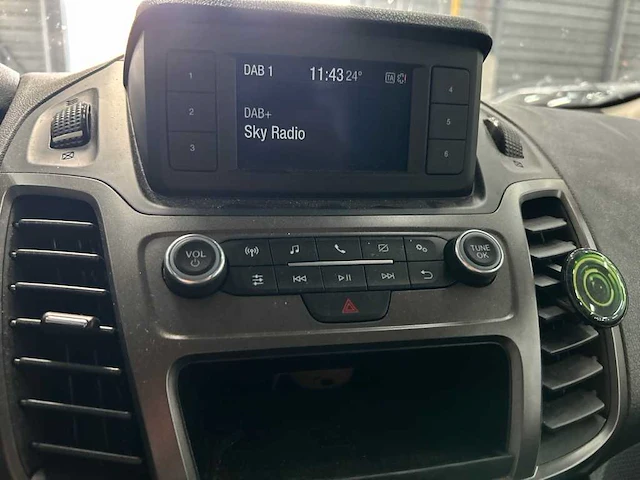 DAB 1 11:43 24° TA
DAB+
Sky Radio
1
2
3
4
5
6
VOL
TUNE
OK